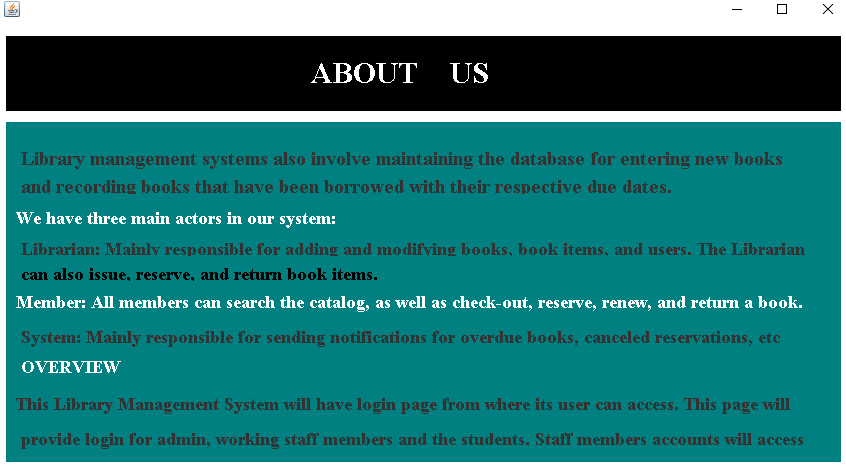 ABOUT US
Library management systems also involve maintaining the database for entering new books
and recording books that have been borrowed with their respective due dates.
We have three main actors in our system:
Librarian: Mainly responsible for adding and modifying books, book items, and users. The Librarian
can also issue, reserve, and return book items.
Member: All members can search the catalog, as well as check-out, reserve, renew, and return a book.
System: Mainly responsible for sending notifications for overdue books, canceled reservations, etc
OVERVIEW
This Library Management System will have login page from where its user can access. This page will
provide login for admin, working staff members and the students. Staff members accounts will access